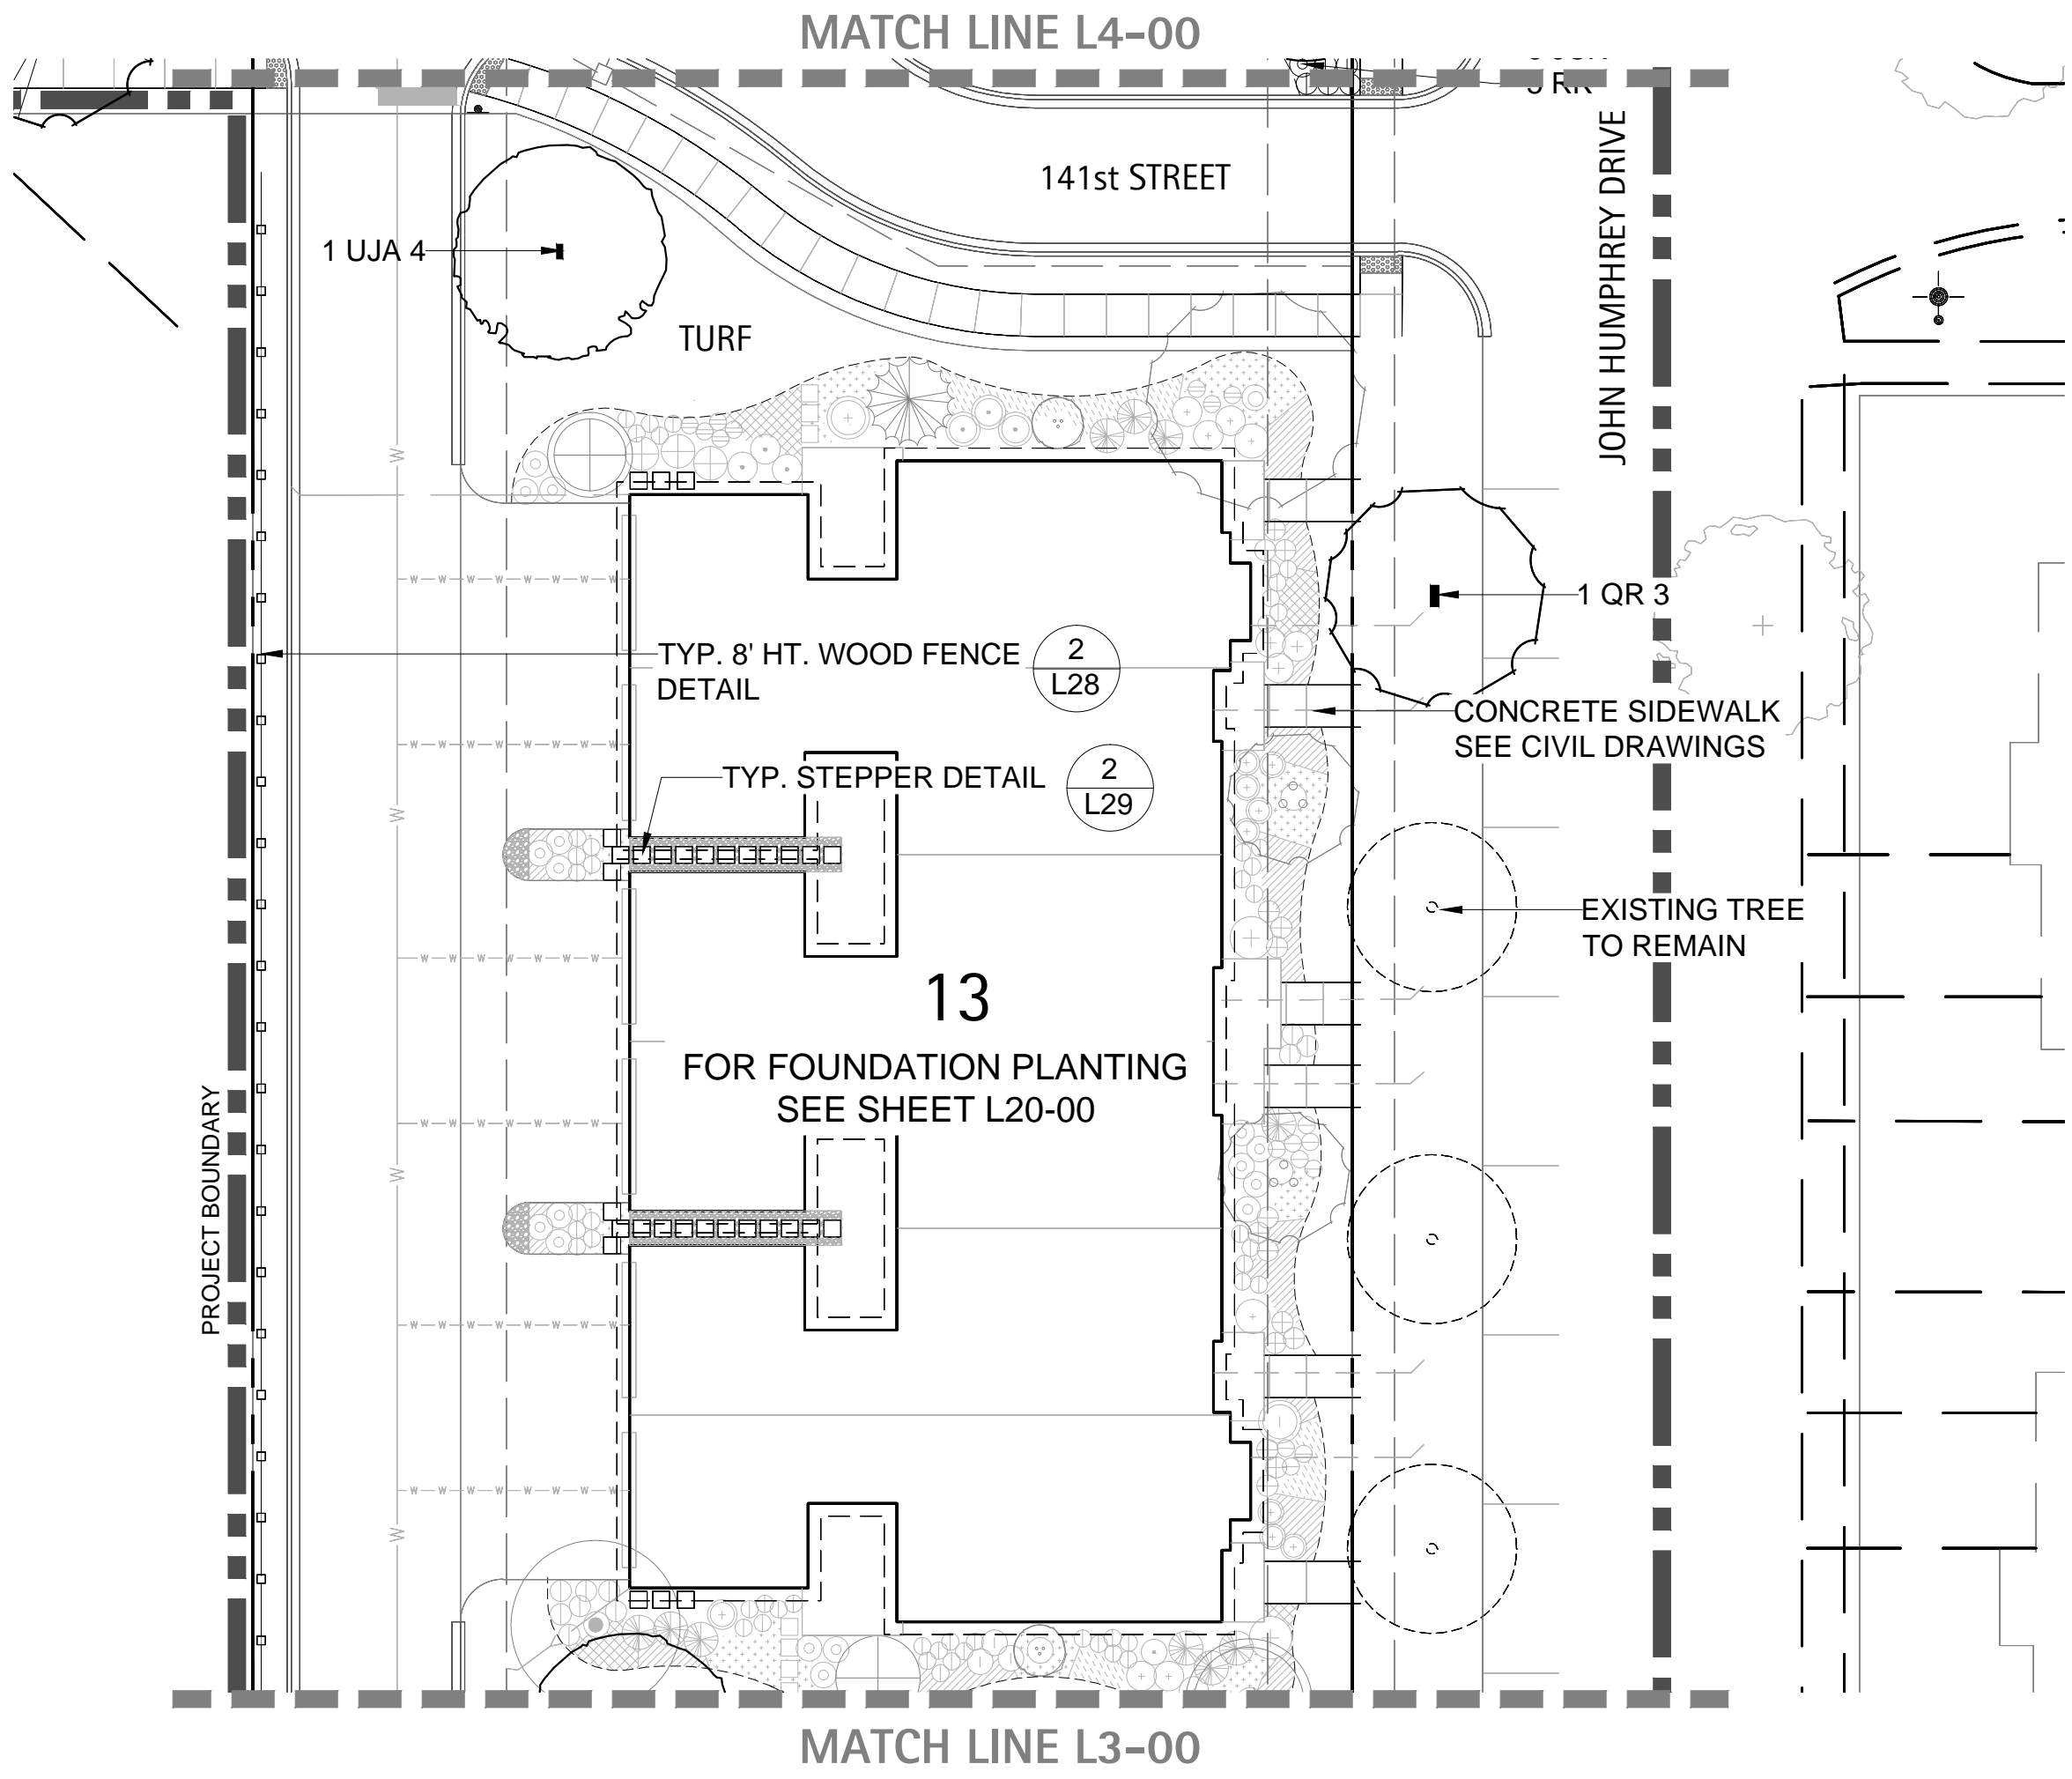 MATCH LINE L4-00
5 RR
141st STREET
JOHN HUMPHREY DRIVE
1 UJA 4
TURF
1 QR 3
TYP. 8' HT. WOOD FENCE
DETAIL
2
L28
CONCRETE SIDEWALK
SEE CIVIL DRAWINGS
TYP. STEPPER DETAIL
2
L29
EXISTING TREE
TO REMAIN
13
FOR FOUNDATION PLANTING
SEE SHEET L20-00
PROJECT BOUNDARY
MATCH LINE L3-00